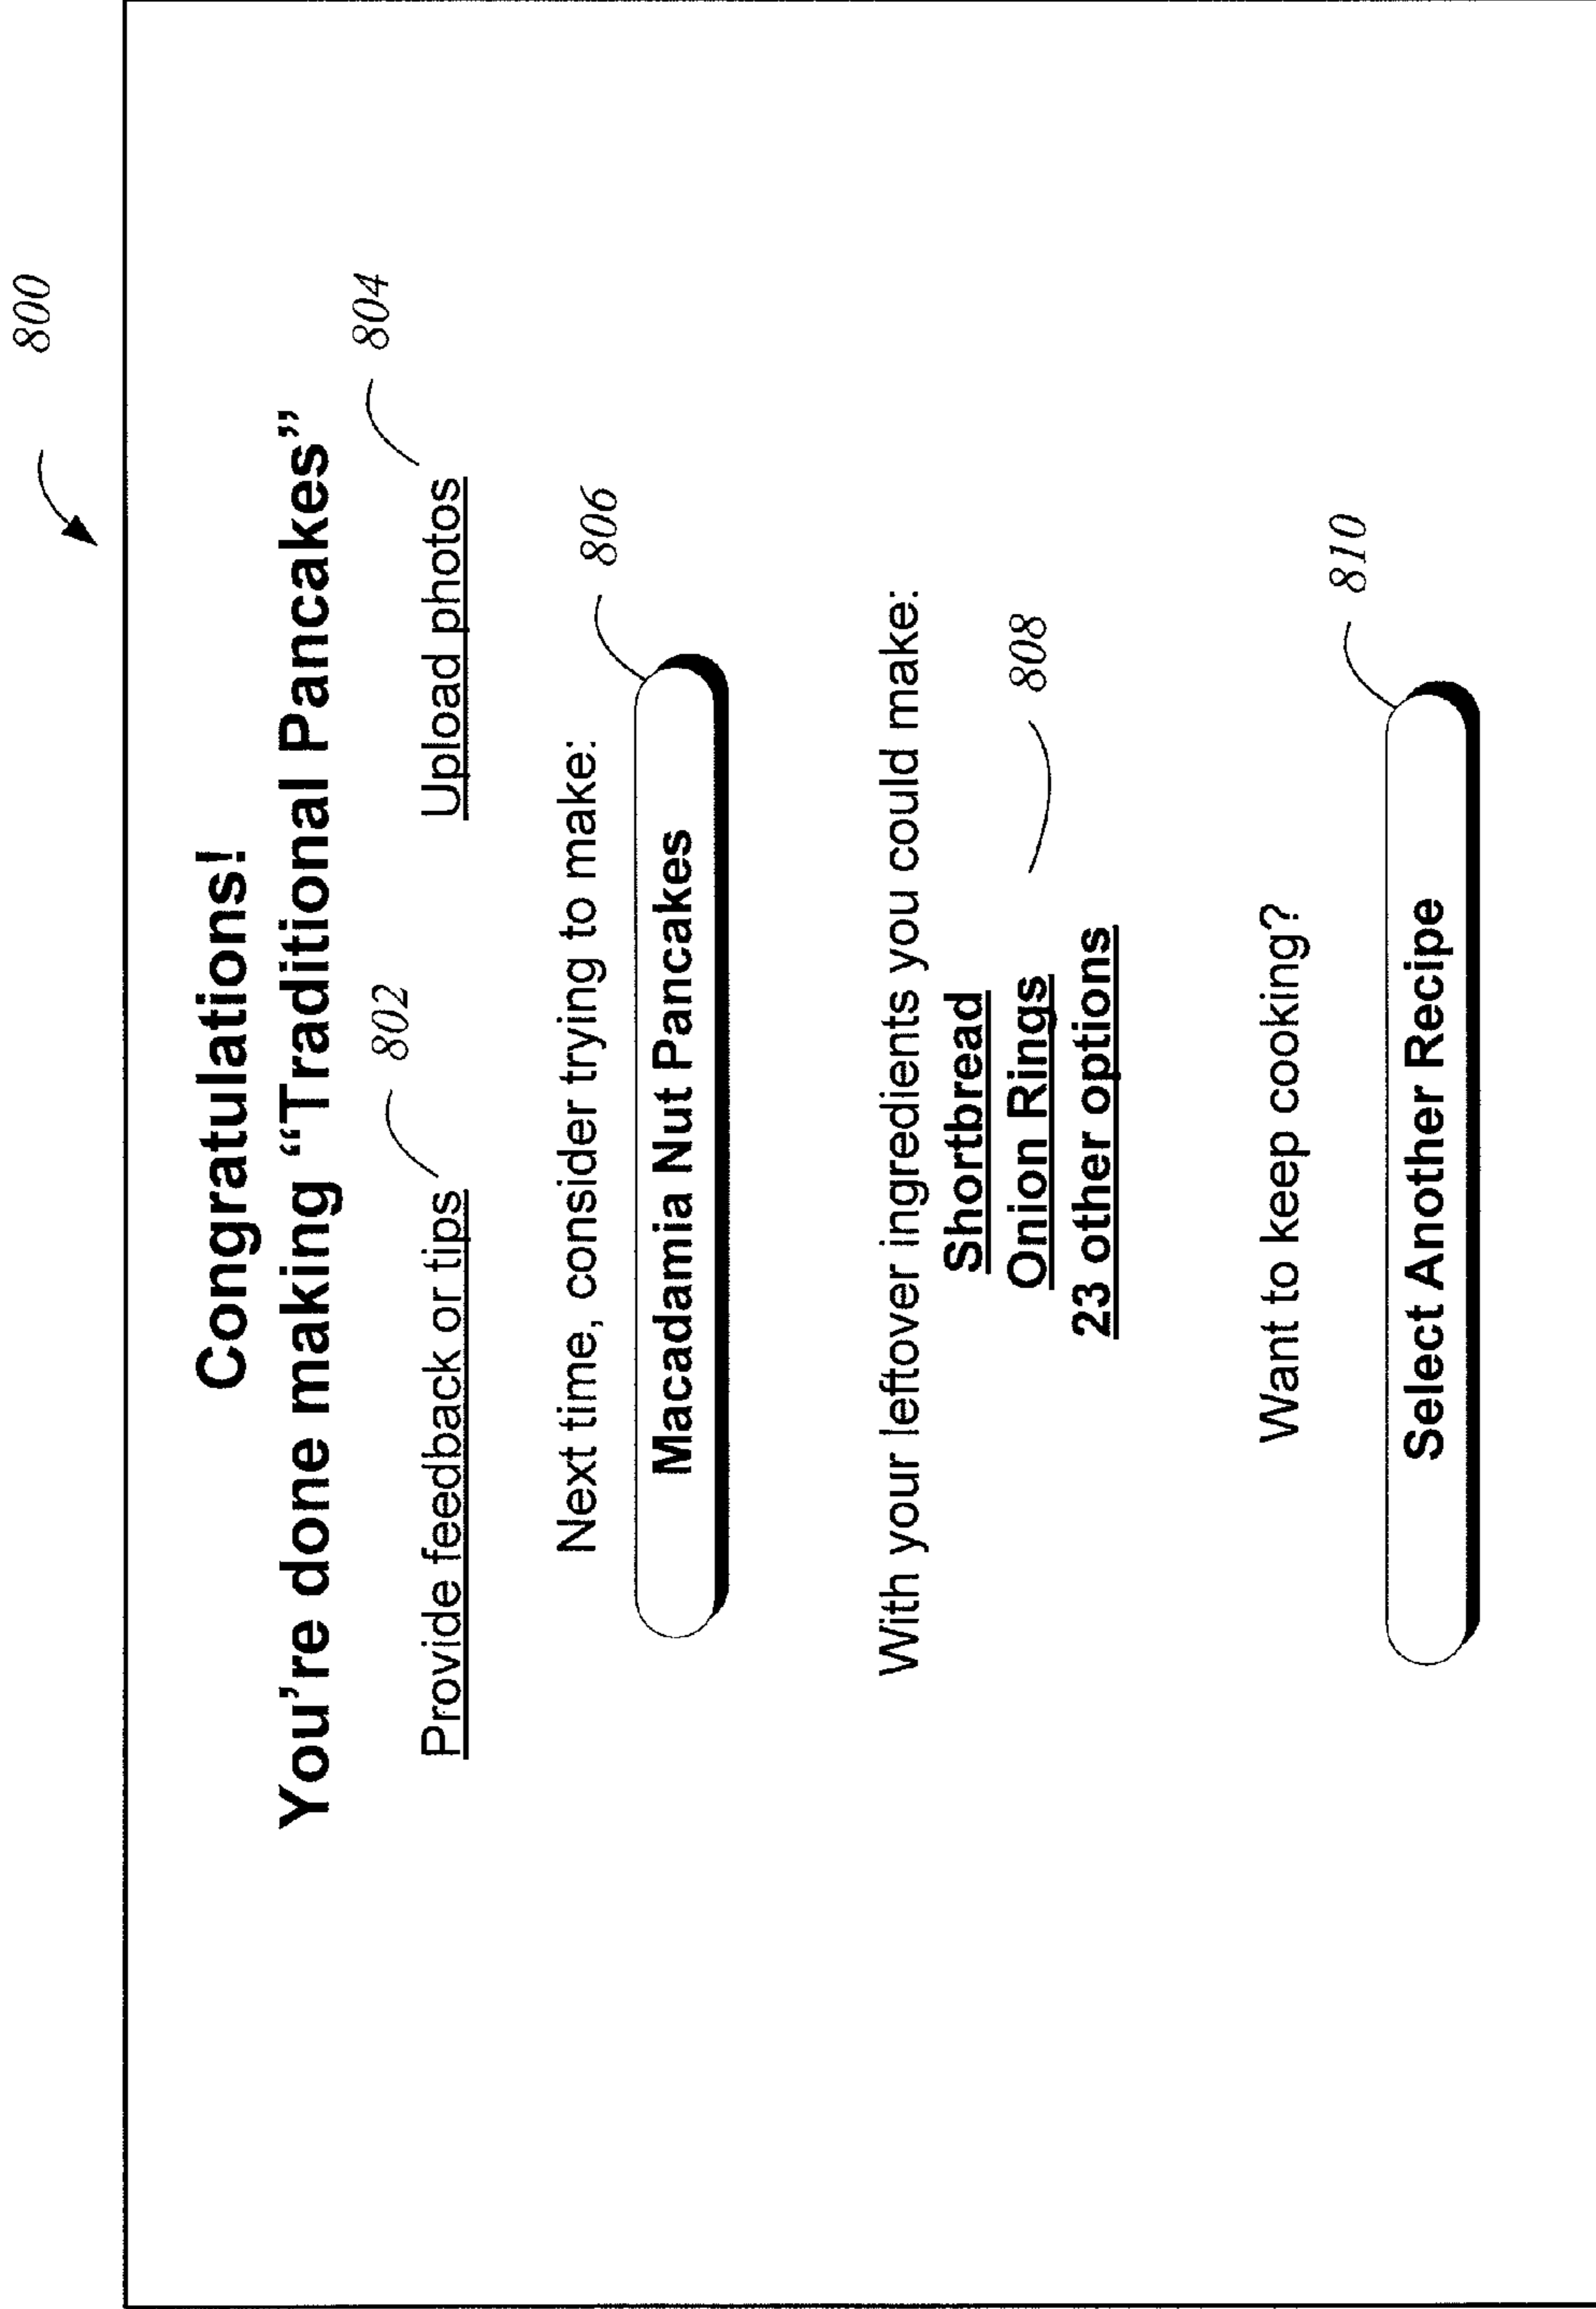 800
Congratulations!
You're done making “Traditional Pancakes”
802
804
Provide feedback or tips
Upload photos
Next time, consider trying to make:
806
Macadamia Nut Pancakes
With your leftover ingredients you could make:
Shortbread
Onion Rings
808
23 other options
Want to keep cooking?
810
Select Another Recipe